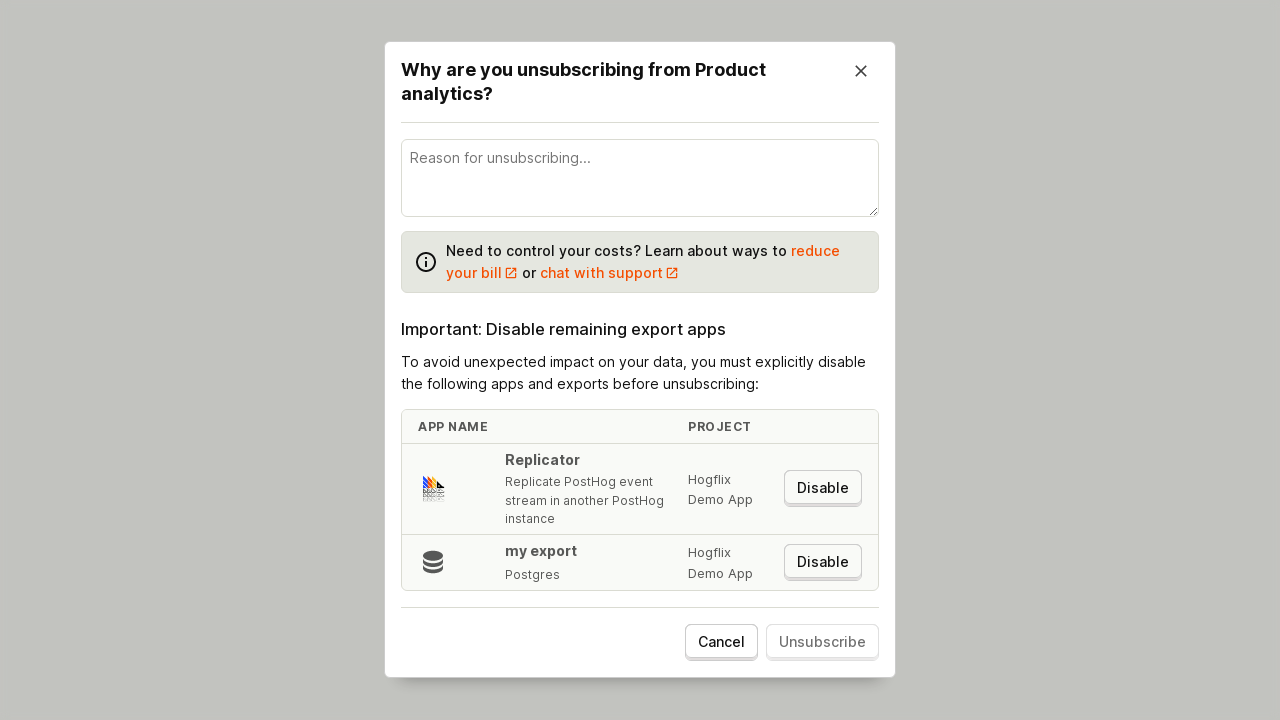 Why are you unsubscribing from Product
analytics?
Reason for unsubscribing...
Need to control your costs? Learn about ways to reduce
your bill or chat with support
Important: Disable remaining export apps
To avoid unexpected impact on your data, you must explicitly disable
the following apps and exports before unsubscribing:
APP NAME PROJECT
Replicator
Replicate PostHog event
stream in another PostHog
instance
Hogflix
Demo App
Disable
my export
Postgres
Hogflix
Demo App
Disable
Cancel Unsubscribe